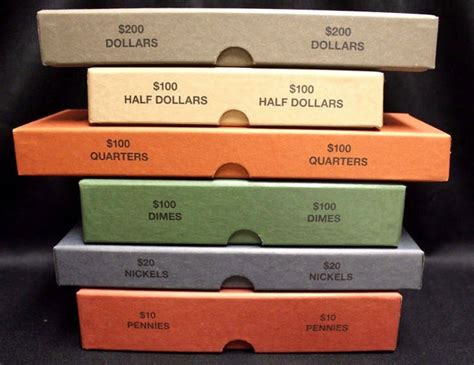 $200 $200
DOLLARS DOLLARS
$100 $100
HALF DOLLARS HALF DOLLARS
$100 $100
QUARTERS QUARTERS
$100 $100
DIMES DIMES
$20 $20
NICKELS NICKELS
$10 $10
PENNIES PENNIES